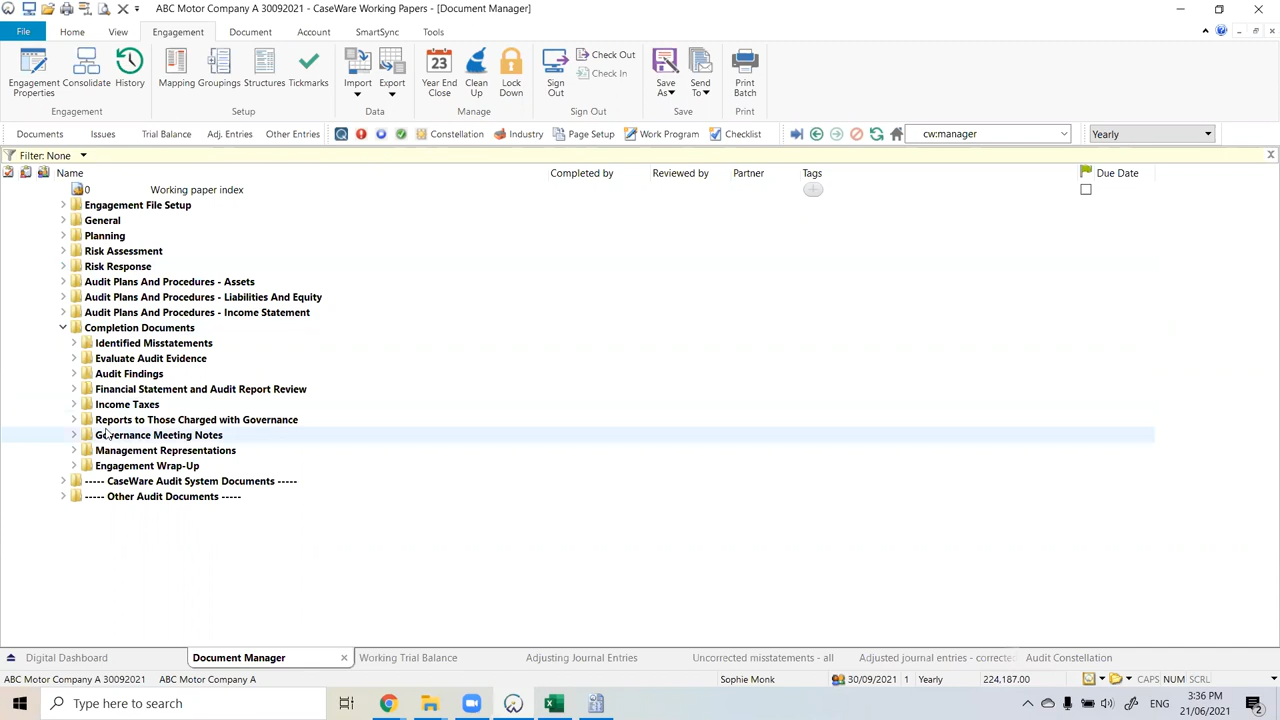 ABC Motor Company A 30092021 - CaseWare Working Papers - [Document Manager]
File Home View Engagement Document Account SmartSync Tools
Engagement Properties Consolidate History Mapping Groupings Structures Tickmarks Import Export Year End Close Clean Up Lock Down Sign Out Check Out Check In Save As Send To Print Batch
23
Engagement Setup Data Manage Sign Out Save Print
Documents Issues Trial Balance Adj. Entries Other Entries Constellation Industry Page Setup Work Program Checklist cw:manager Yearly
Filter: None
Name Completed by Reviewed by Partner Tags Due Date
0 Working paper index
Engagement File Setup
General
Planning
Risk Assessment
Risk Response
Audit Plans And Procedures - Assets
Audit Plans And Procedures - Liabilities And Equity
Audit Plans And Procedures - Income Statement
Completion Documents
Identified Misstatements
Evaluate Audit Evidence
Audit Findings
Financial Statement and Audit Report Review
Income Taxes
Reports to Those Charged with Governance
Governance Meeting Notes
Management Representations
Engagement Wrap-Up
----- CaseWare Audit System Documents -----
----- Other Audit Documents -----
Digital Dashboard Document Manager Working Trial Balance Adjusting Journal Entries Uncorrected misstatements - all Adjusted journal entries - corrected Audit Constellation
ABC Motor Company A 30092021 ABC Motor Company A Sophie Monk 30/09/2021 1 Yearly 224,187.00 CAPS NUM SCRL
Type here to search ENG 3:36 PM
21/06/2021 2